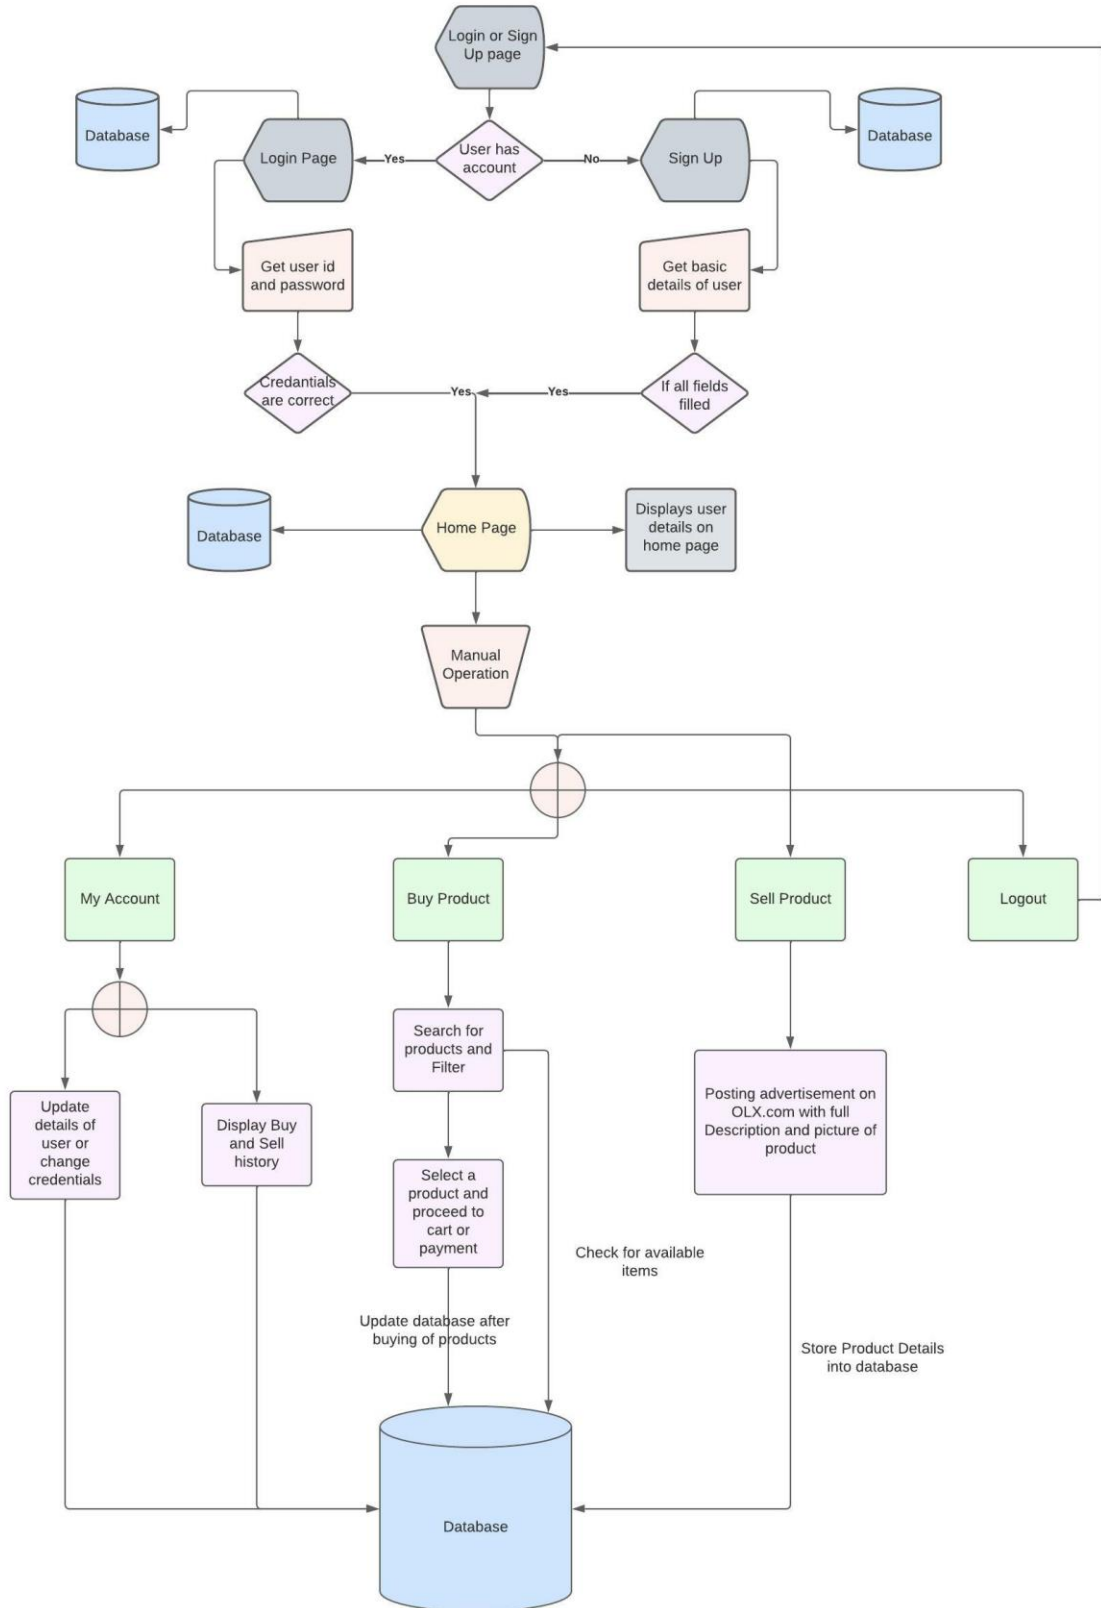 Login or Sign
Up page
Database
Login Page
Yes
User has
account
No
Sign Up
Database
Get user id
and password
Get basic
details of user
Credantials
are correct
Yes
Yes
If all fields
filled
Database
Home Page
Displays user
details on
home page
Manual
Operation
My Account
Buy Product
Sell Product
Logout
Search for
products and
Filter
Update
details of
user or
change
credentials
Display Buy
and Sell
history
Posting advertisement on
OLX.com with full
Description and picture of
product
Select a
product and
proceed to
cart or
payment
Check for available
items
Update database after
buying of products
Store Product Details
into database
Database